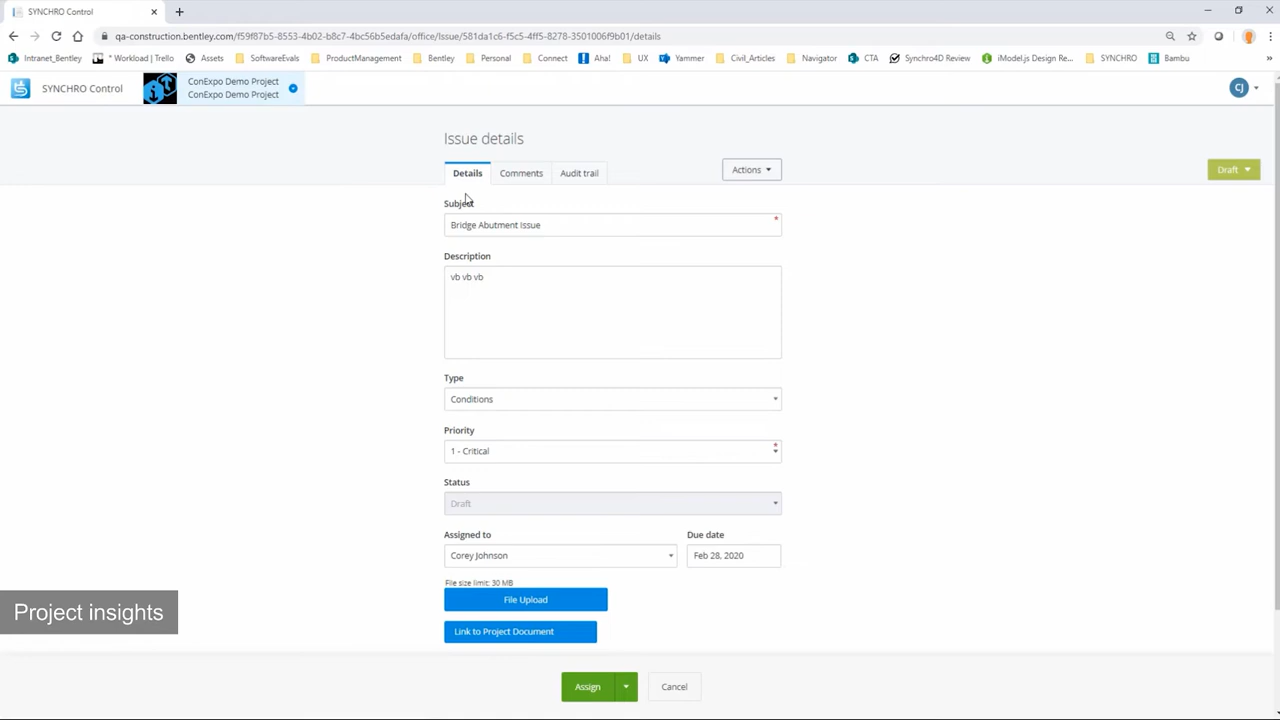 SYNCHRO Control
qa-construction.bentley.com/f59f87b5-8553-4b02-b8c7-4bc56b5edafa/office/Issue/581da1c6-f5c5-4ff5-8278-3501006f9b01/details
Intranet_Bentley
* Workload | Trello
Assets
SoftwareEvals
ProductManagement
Bentley
Personal
Connect
Aha!
UX
Yammer
Civil_Articles
Navigator
CTA
Synchro4D Review
iModel.js Design Re...
SYNCHRO
Bambu
»
SYNCHRO Control
ConExpo Demo Project
ConExpo Demo Project
CJ
Issue details
Details
Comments
Audit trail
Actions
Draft
Subject
Bridge Abutment Issue
*
Description
vb vb vb
Type
Conditions
Priority
1 - Critical
*
Status
Draft
Assigned to
Due date
Corey Johnson
Feb 28, 2020
File size limit: 30 MB
File Upload
Project insights
Link to Project Document
Assign
Cancel